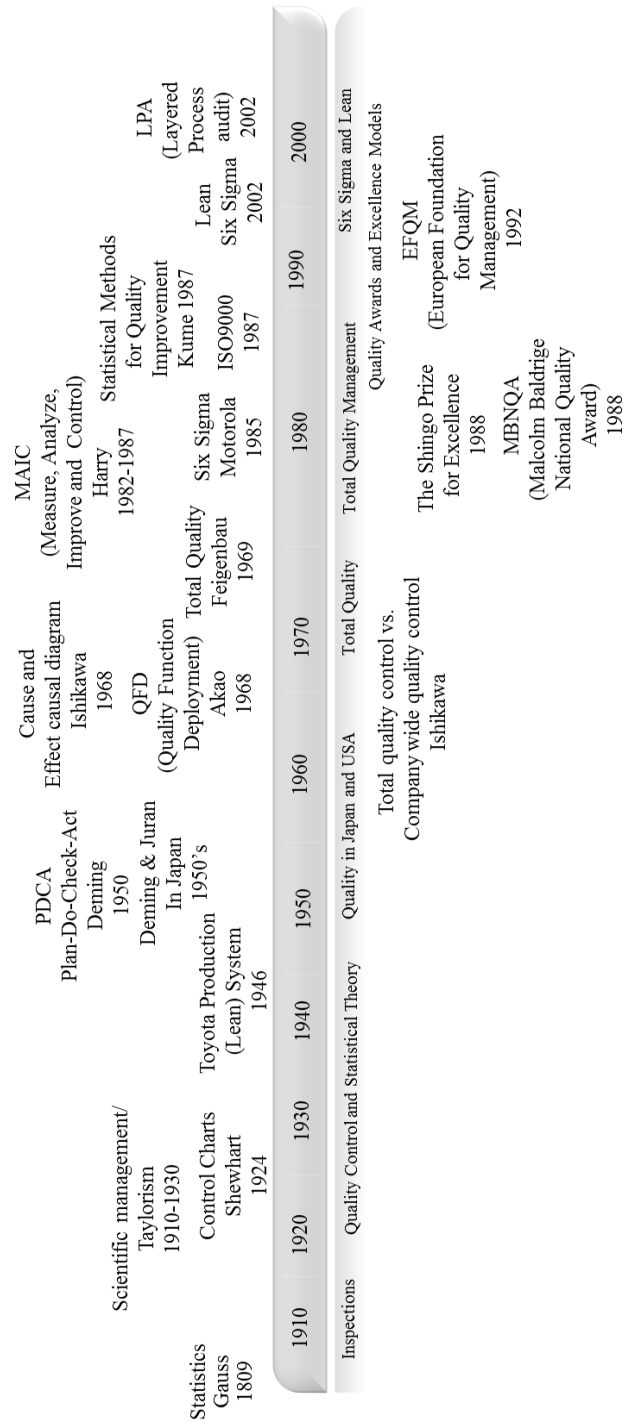 Statistics
Gauss
1809
Scientific management/
Taylorism
1910-1930
Control Charts
Shewhart
1924
Toyota Production
(Lean) System
1946
PDCA
Plan-Do-Check-Act
Deming
1950
Deming & Juran
In Japan
1950's
Cause and
Effect causal diagram
Ishikawa
1968
QFD
(Quality Function
Deployment)
Akao
1968
Total Quality
Feigenbau
1969
MAIC
(Measure, Analyze,
Improve and Control)
Harry
1982-1987
Six Sigma
Motorola
1985
Statistical Methods
for Quality
Improvement
Kume 1987
ISO9000
1987
Lean
Six Sigma
2002
LPA
(Layered
Process
audit)
2002
1910 1920 1930 1940 1950 1960 1970 1980 1990 2000
Inspections Quality Control and Statistical Theory Quality in Japan and USA Total Quality Total Quality Management Six Sigma and Lean
Quality Awards and Excellence Models
Total quality control vs.
Company wide quality control
Ishikawa
The Shingo Prize
for Excellence
1988
MBNQA
(Malcolm Baldrige
National Quality
Award)
1988
EFQM
(European Foundation
for Quality
Management)
1992